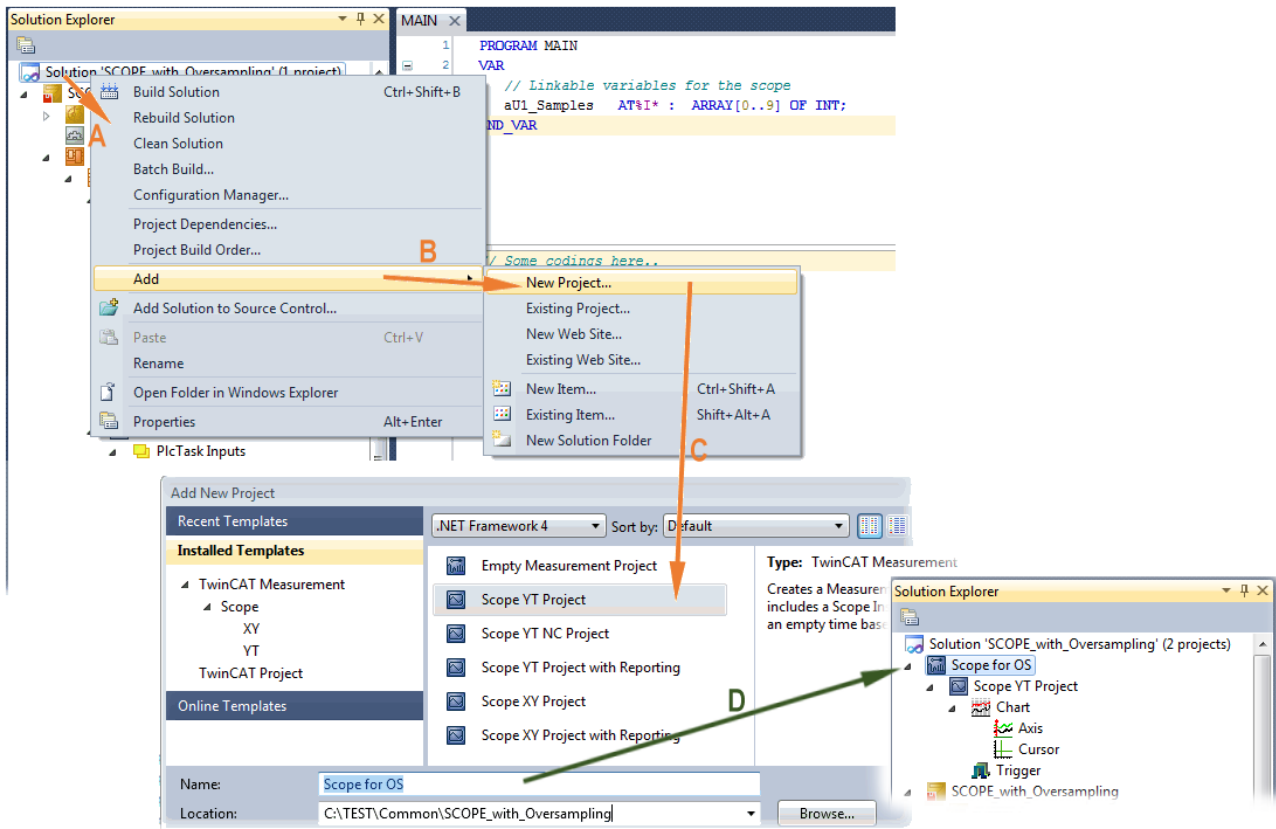 Solution Explorer
MAIN
Solution 'SCOPE_with_Oversampling' (1 project)
A
Build Solution Ctrl+Shift+B
Rebuild Solution
Clean Solution
Batch Build...
Configuration Manager...
Project Dependencies...
Project Build Order...
Add
Add Solution to Source Control...
Paste Ctrl+V
Rename
Open Folder in Windows Explorer
Properties Alt+Enter
PlcTask Inputs
1 PROGRAM MAIN
2 VAR
// Linkable variables for the scope
aU1_Samples AT%I* : ARRAY[0..9] OF INT;
ND_VAR
B
/ Some codings here..
New Project...
Existing Project...
New Web Site...
Existing Web Site...
New Item... Ctrl+Shift+A
Existing Item... Shift+Alt+A
New Solution Folder
C
Add New Project
Recent Templates
Installed Templates
TwinCAT Measurement
Scope
XY
YT
TwinCAT Project
Online Templates
.NET Framework 4 Sort by: Default
Empty Measurement Project
Scope YT Project
Scope YT NC Project
Scope YT Project with Reporting
Scope XY Project
Scope XY Project with Reporting
Type: TwinCAT Measurement
Creates a Measurem
includes a Scope In
an empty time base
D
Name: Scope for OS
Location: C:\TEST\Common\SCOPE_with_Oversampling
Browse...
Solution Explorer
Solution 'SCOPE_with_Oversampling' (2 projects)
Scope for OS
Scope YT Project
Chart
Axis
Cursor
Trigger
SCOPE_with_Oversampling